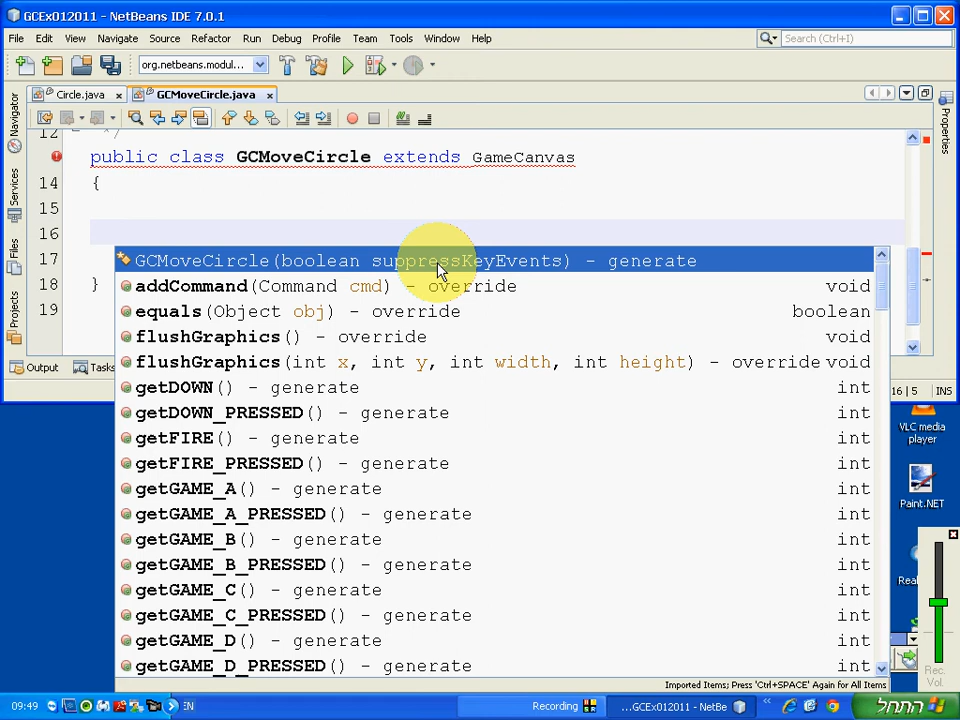 GCEx012011 - NetBeans IDE 7.0.1
File Edit View Navigate Source Refactor Run Debug Profile Team Tools Window Help
Search (Ctrl+I)
org.netbeans.modul...
Circle.java x GCMoveCircle.java x
Navigator
Services
Files
Projects
Properties
12 */
public class GCMoveCircle extends GameCanvas
14 {
15
16
17
18 }
19
GCMoveCircle(boolean suppressKeyEvents) - generate
addCommand(Command cmd) - override void
equals(Object obj) - override boolean
flushGraphics() - override void
flushGraphics(int x, int y, int width, int height) - override void
getDOWN() - generate int
getDOWN_PRESSED() - generate int
getFIRE() - generate int
getFIRE_PRESSED() - generate int
getGAME_A() - generate int
getGAME_A_PRESSED() - generate int
getGAME_B() - generate int
getGAME_B_PRESSED() - generate int
getGAME_C() - generate int
getGAME_C_PRESSED() - generate int
getGAME_D() - generate int
getGAME_D_PRESSED() - generate int
Imported Items; Press 'Ctrl+SPACE' Again for All Items
Output Tasks
16 | 5 INS
VLC media
player
Paint.NET
Real
Rec.
Vol.
09:49 EN Recording ...GCEx012011 - NetBe התחל